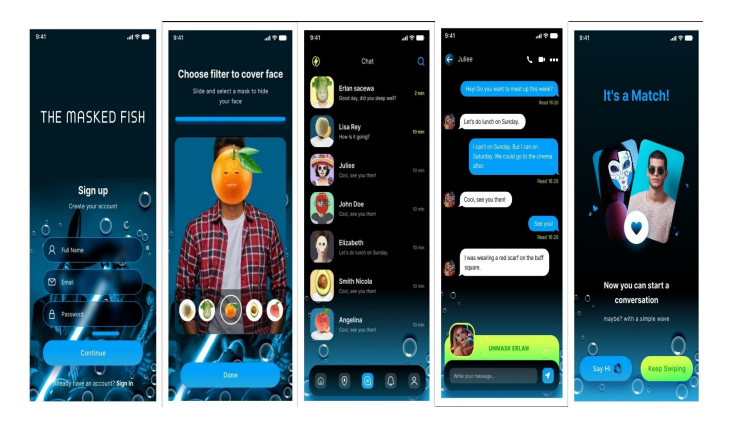 9:41
THE MASKED FISH
Sign up
Create your account
Full Name
Email
Password
Continue
Already have an account? Sign In
9:41
Choose filter to cover face
Slide and select a mask to hide
your face
Done
9:41
Chat
Erlan sacewa
Good day, did you sleep well?
2 min
Lisa Rey
How is it going?
10 min
Juliee
Cool, see you then!
10 min
John Doe
Cool, see you then!
10 min
Elizabeth
Let's do lunch on Sunday.
10 min
Smith Nicola
Cool, see you then!
10 min
Angelina
Cool, see you then!
10 min
9:41
Juliee
Hey! Do you want to meet up this week?
Read 18:26
Let's do lunch on Sunday.
I can't on Sunday. But I can on
Saturday. We could go to the cinema
after.
Read 18:26
Cool, see you then!
See you!
Read 18:26
I was wearing a red scarf on the buff
square.
UNMASK ERLAN
Write your message...
9:41
It's a Match!
Now you can start a
conversation
maybe? with a simple wave
Say Hi
Keep Swiping